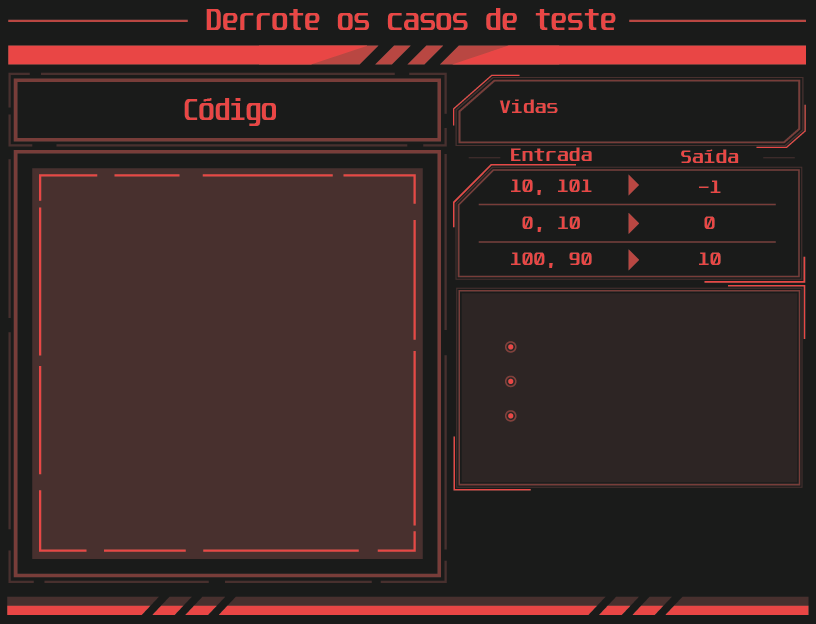 Derrote os casos de teste
Código
Vidas
Entrada Saída
10, 101 -1
0, 10 0
100, 90 10